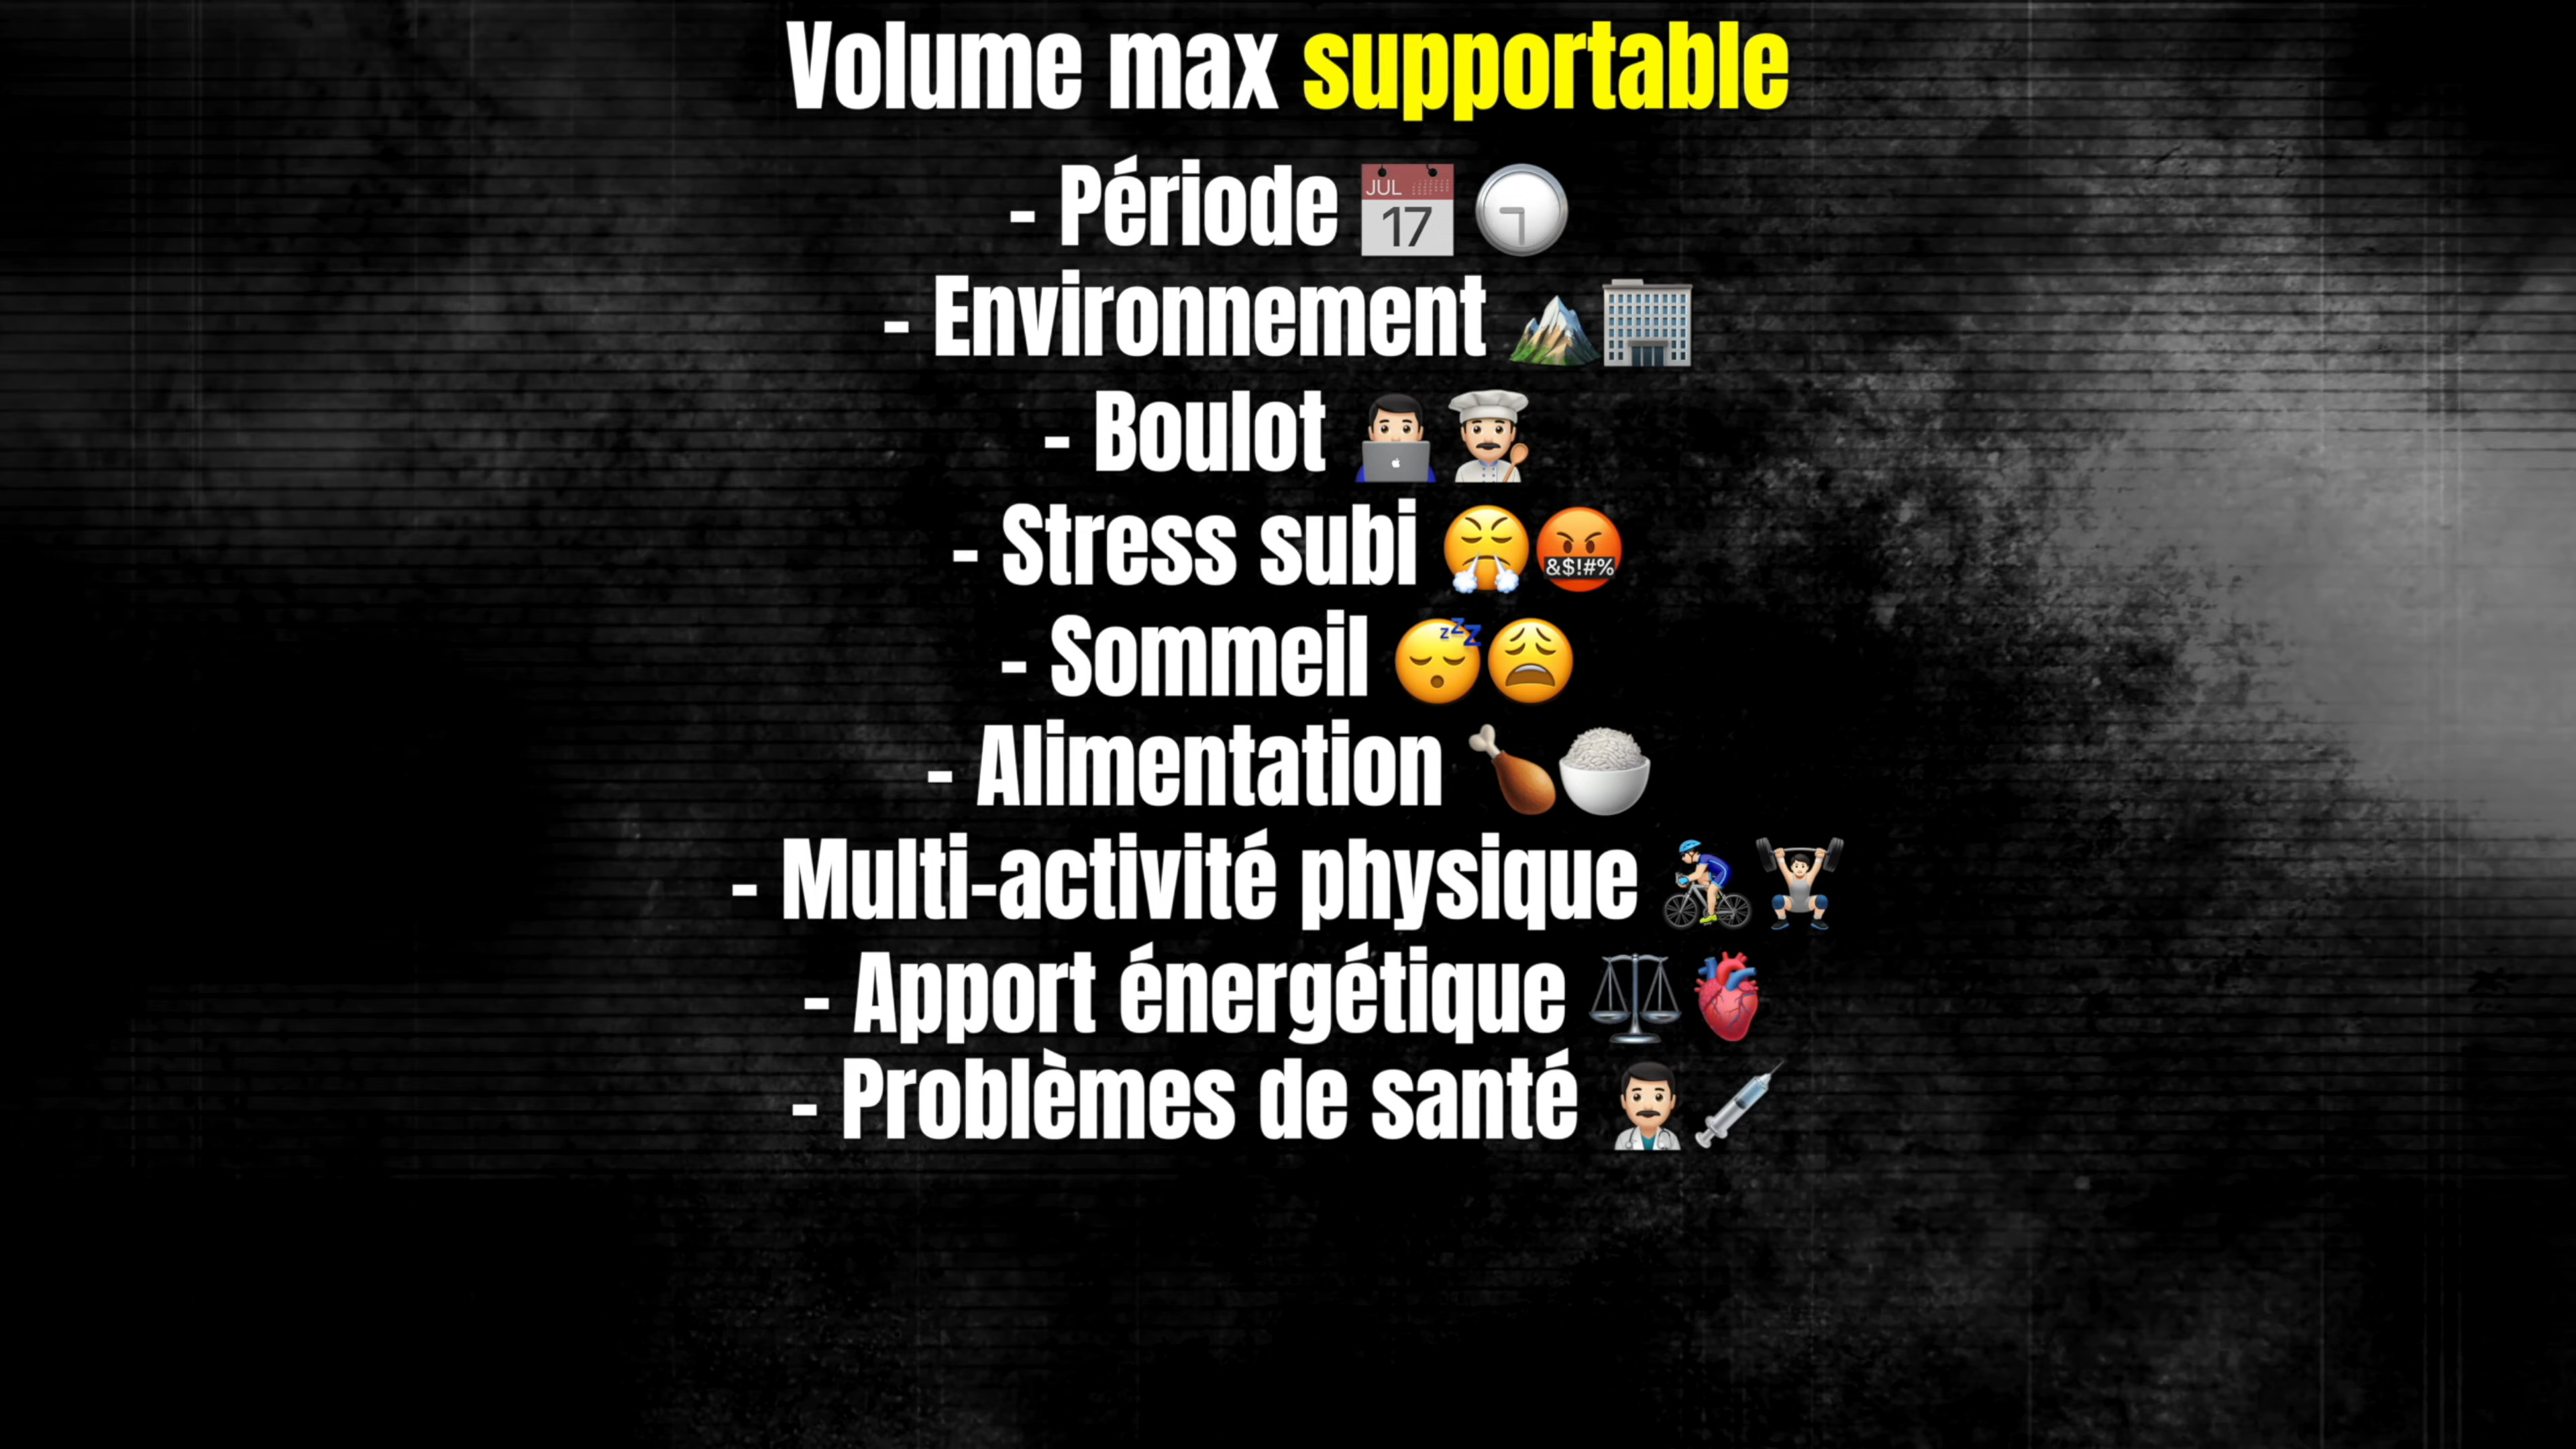 Volume max supportable
- Période 📅 🕤
- Environnement ⛰️🏢
- Boulot 👨🏻‍💻👨🏻‍🍳
- Stress subi 😤🤬
- Sommeil 😴😩
- Alimentation 🍗🍚
- Multi-activité physique 🚴🏻🏋🏻
- Apport énergétique ⚖️🫀
- Problèmes de santé 👨🏻‍⚕️💉